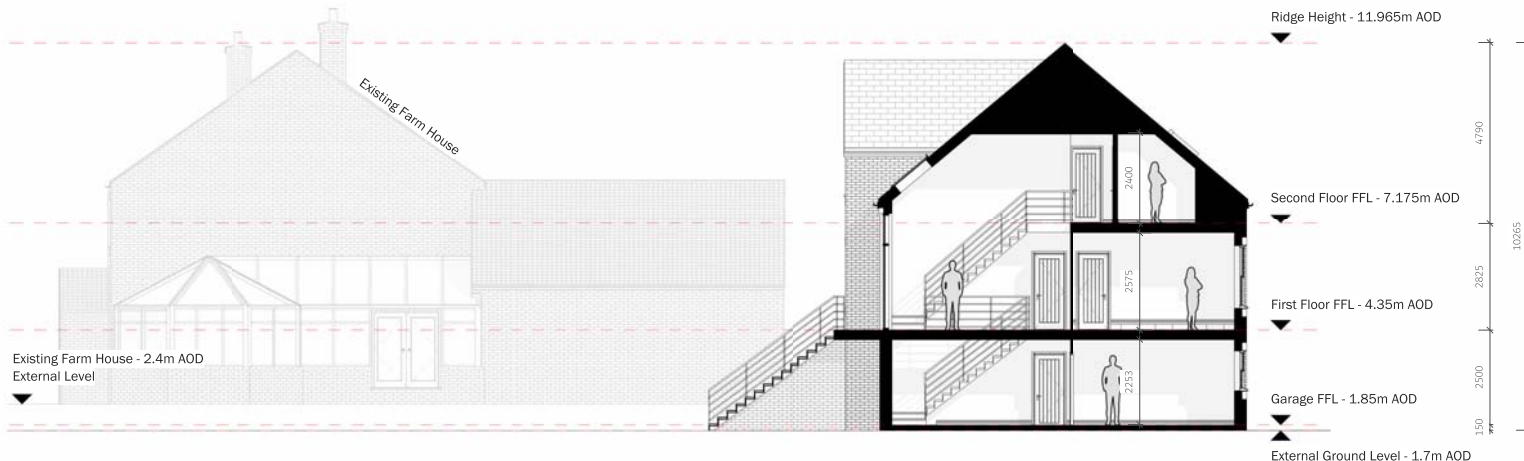 Ridge Height - 11.965m AOD
Existing Farm House
4790
2400
Second Floor FFL - 7.175m AOD
10265
2575
2825
First Floor FFL - 4.35m AOD
Existing Farm House - 2.4m AOD
External Level
2253
2500
Garage FFL - 1.85m AOD
150
External Ground Level - 1.7m AOD